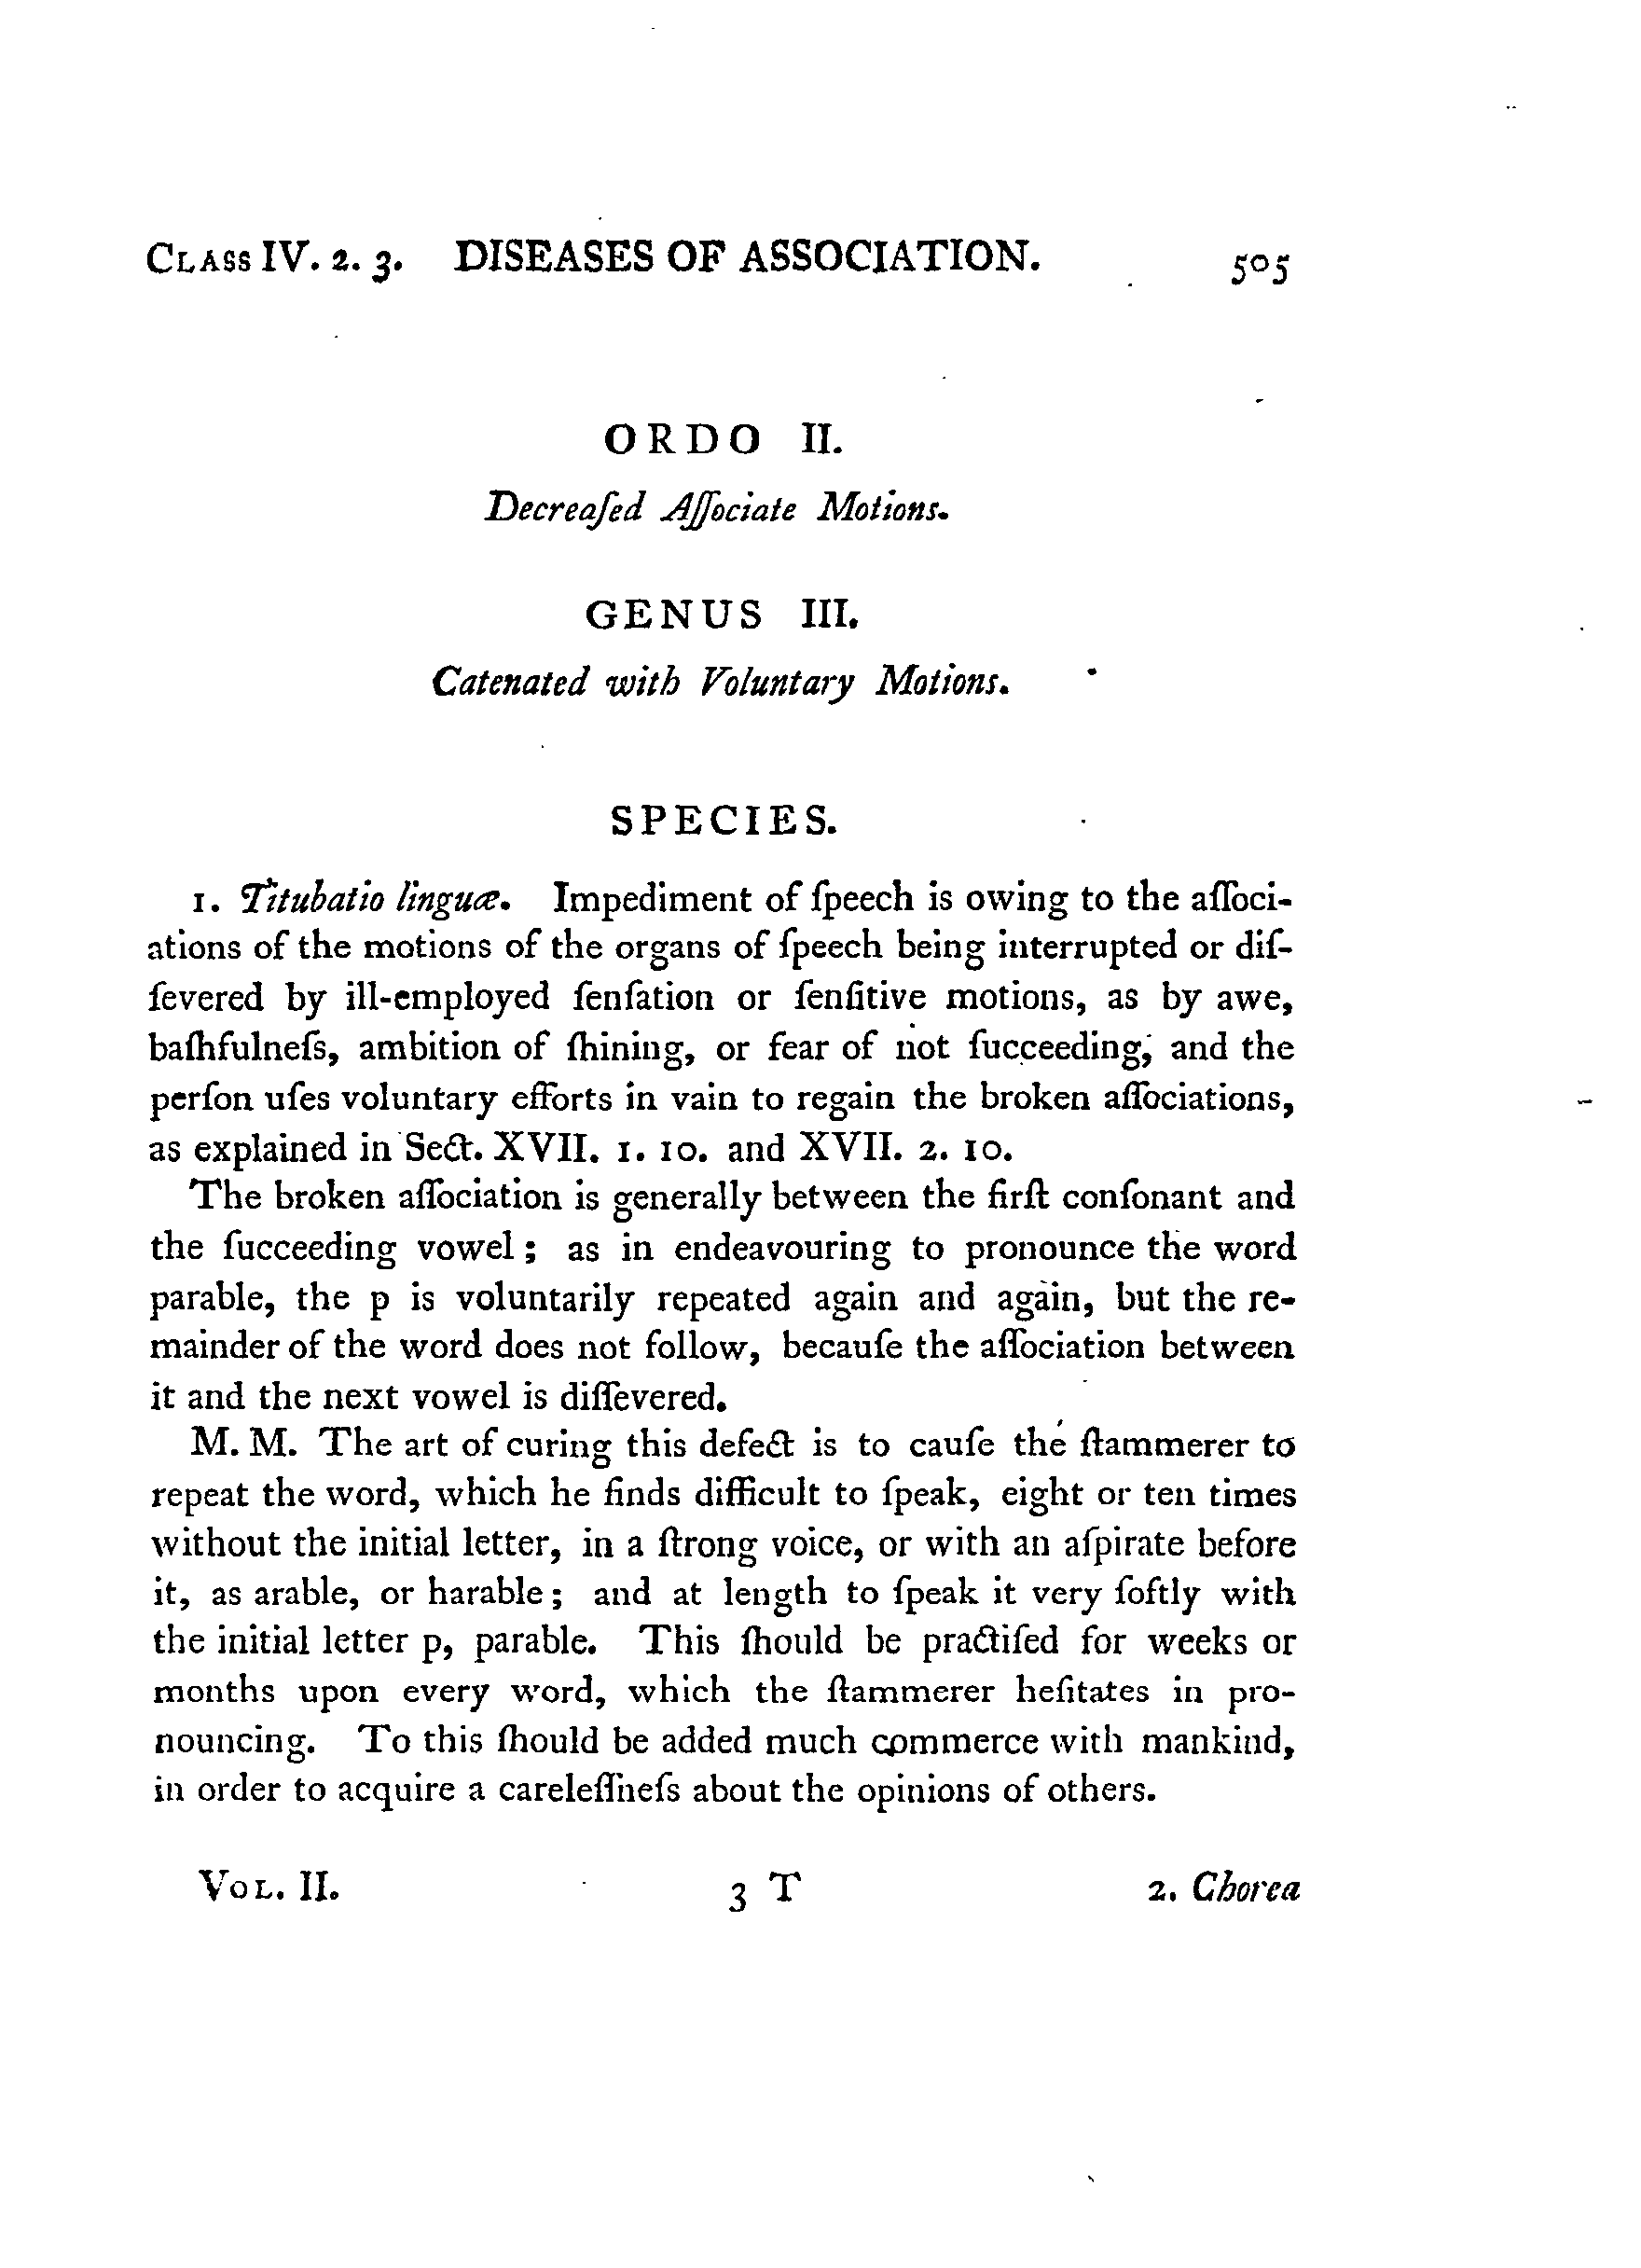 CLASS IV. 2. 3. DISEASES OF ASSOCIATION. 505
ORDO II.
Decreaſed Aſſociate Motions.
GENUS III.
Catenated with Voluntary Motions.
SPECIES.
1. Titubatio linguæ. Impediment of ſpeech is owing to the aſſoci-
ations of the motions of the organs of ſpeech being interrupted or diſ-
ſevered by ill-employed ſenſation or ſenſitive motions, as by awe,
baſhfulneſs, ambition of ſhining, or fear of not ſucceeding, and the
perſon uſes voluntary efforts in vain to regain the broken aſſociations,
as explained in Sect. XVII. 1. 10. and XVII. 2. 10.
The broken aſſociation is generally between the firſt conſonant and
the ſucceeding vowel; as in endeavouring to pronounce the word
parable, the p is voluntarily repeated again and again, but the re-
mainder of the word does not follow, becauſe the aſſociation between
it and the next vowel is diſſevered.
M. M. The art of curing this defect is to cauſe the ſtammerer to
repeat the word, which he finds difficult to ſpeak, eight or ten times
without the initial letter, in a ſtrong voice, or with an aſpirate before
it, as arable, or harable; and at length to ſpeak it very ſoftly with
the initial letter p, parable. This ſhould be practiſed for weeks or
months upon every word, which the ſtammerer heſitates in pro-
nouncing. To this ſhould be added much commerce with mankind,
in order to acquire a careleſſneſs about the opinions of others.
VOL. II. 3 T 2. Chorea